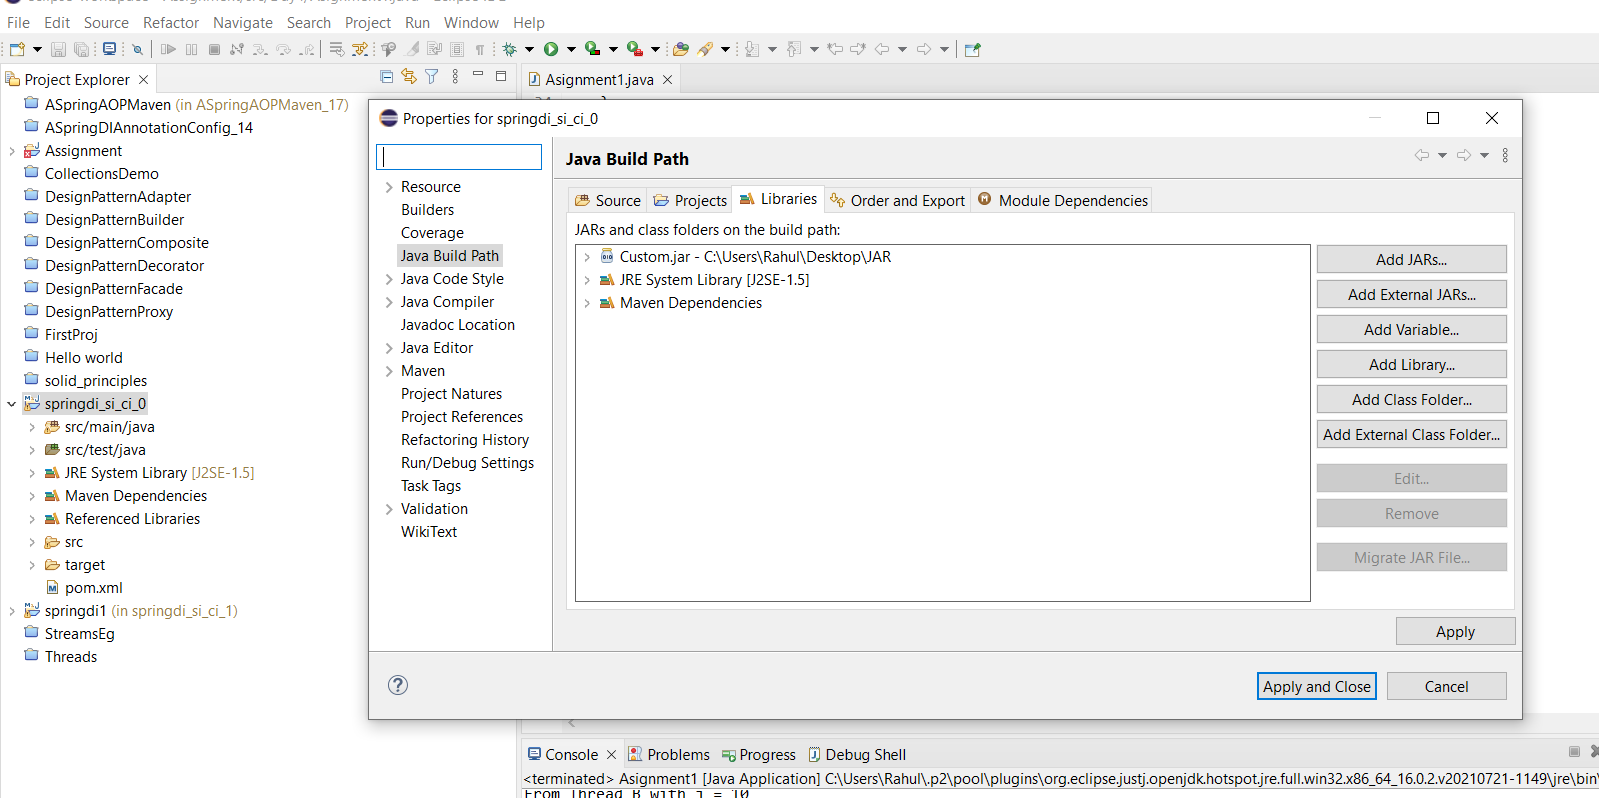 File Edit Source Refactor Navigate Search Project Run Window Help
Project Explorer
Asignment1.java
ASpringAOPMaven (in ASpringAOPMaven_17)
ASpringDIAnnotationConfig_14
Assignment
CollectionsDemo
DesignPatternAdapter
DesignPatternBuilder
DesignPatternComposite
DesignPatternDecorator
DesignPatternFacade
DesignPatternProxy
FirstProj
Hello world
solid_principles
springdi_si_ci_0
src/main/java
src/test/java
JRE System Library [J2SE-1.5]
Maven Dependencies
Referenced Libraries
src
target
pom.xml
springdi1 (in springdi_si_ci_1)
StreamsEg
Threads
Properties for springdi_si_ci_0
Resource
Builders
Coverage
Java Build Path
Java Code Style
Java Compiler
Javadoc Location
Java Editor
Maven
Project Natures
Project References
Refactoring History
Run/Debug Settings
Task Tags
Validation
WikiText
Java Build Path
Source Projects Libraries Order and Export Module Dependencies
JARs and class folders on the build path:
Custom.jar - C:\Users\Rahul\Desktop\JAR
JRE System Library [J2SE-1.5]
Maven Dependencies
Add JARs...
Add External JARs...
Add Variable...
Add Library...
Add Class Folder...
Add External Class Folder...
Edit...
Remove
Migrate JAR File...
Apply
Apply and Close
Cancel
Console Problems Progress Debug Shell
<terminated> Asignment1 [Java Application] C:\Users\Rahul\.p2\pool\plugins\org.eclipse.justj.openjdk.hotspot.jre.full.win32.x86_64_16.0.2.v20210721-1149\jre\bin\
From Thread B with i = 10